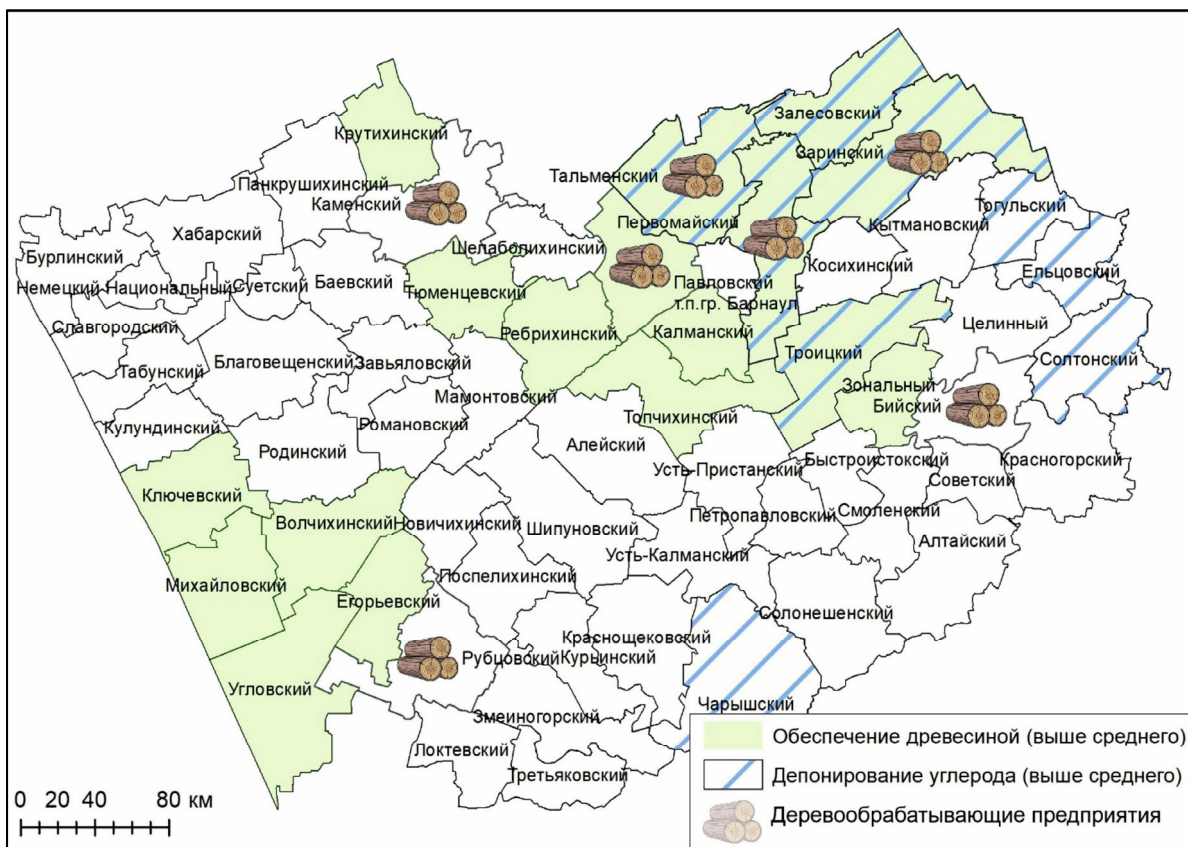 Залесовский
Крутихинский
Заринский
Тальменский
Панкрушихинский
Каменский
Тогульский
Первомайский
Кытмановский
Хабарский
Шелаболихинский
Бурлинский
Косихинский
Ельцовский
Павловский
Баевский
Немецкий Национальный
Суетский
Тюменцевский
т.п.гр. Барнаул
Целинный
Славгородский
Ребрихинский
Калманский
Троицкий
Солтонский
Благовещенский
Завьяловский
Табунский
Зональный
Мамонтовский
Бийский
Топчихинский
Кулундинский
Романовский
Алейский
Родинский
Быстроистокский
Красногорский
Усть-Пристанский
Советский
Ключевский
Смоленский
Волчихинский
Новичихинский
Петропавловский
Шипуновский
Алтайский
Усть-Калманский
Поспелихинский
Михайловский
Егорьевский
Солонешенский
Краснощековский
Рубцовский
Курьинский
Угловский
Чарышский
Змеиногорский
Локтевский
Третьяковский
Обеспечение древесиной (выше среднего)
Депонирование углерода (выше среднего)
Деревообрабатывающие предприятия
0 20 40 80 км